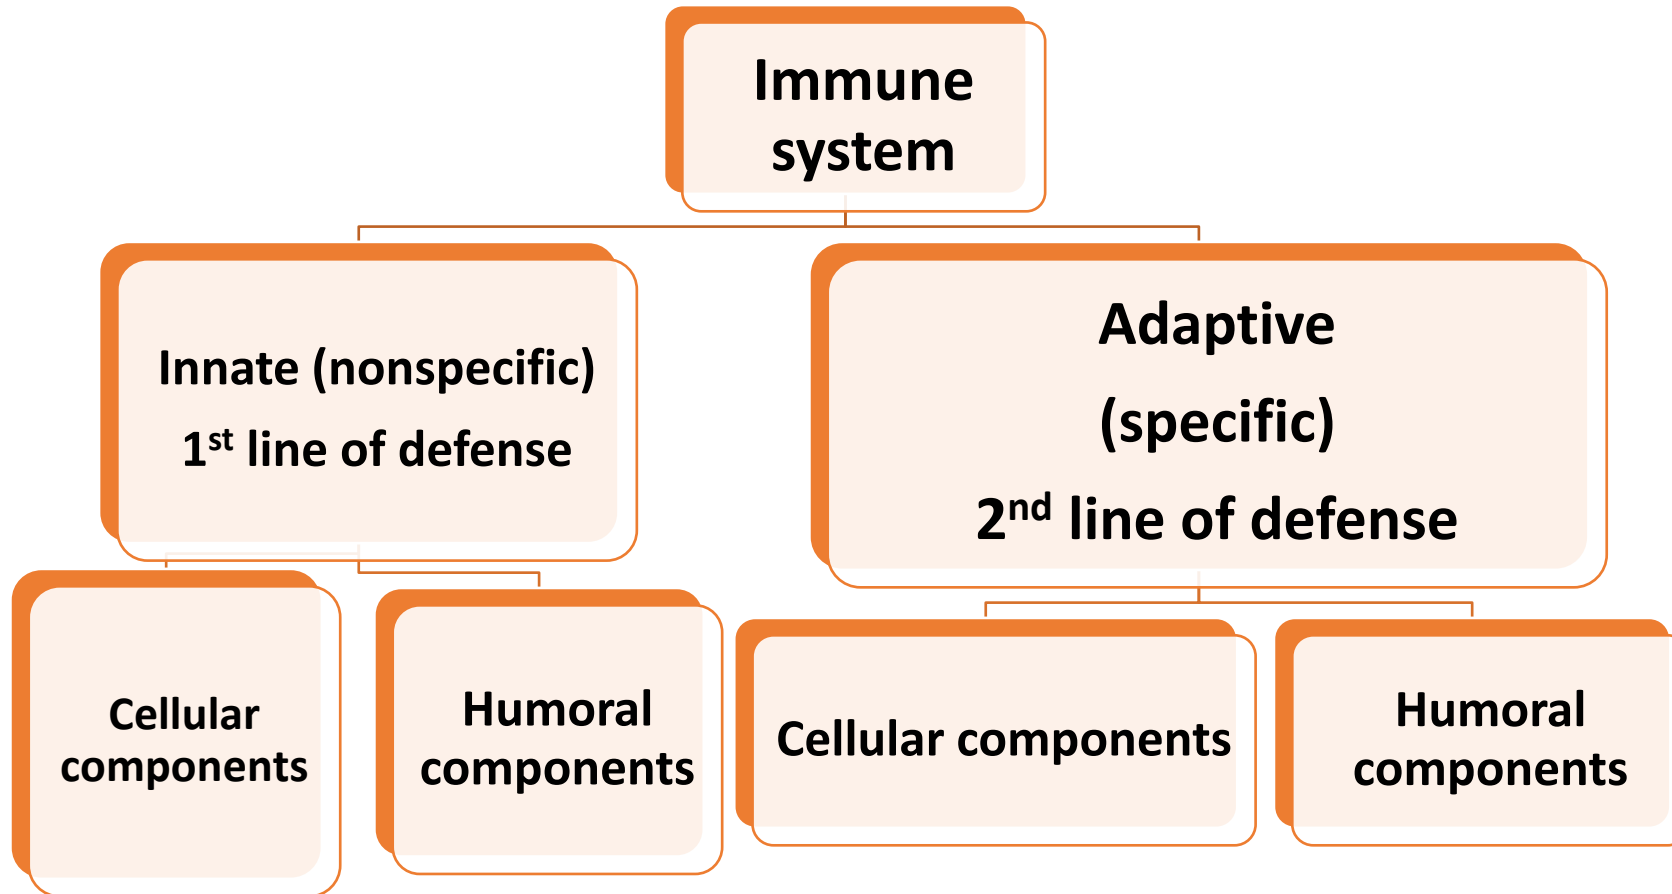 Immune
system
Innate (nonspecific)
1st line of defense
Adaptive
(specific)
2nd line of defense
Cellular
components
Humoral
components
Cellular components
Humoral
components